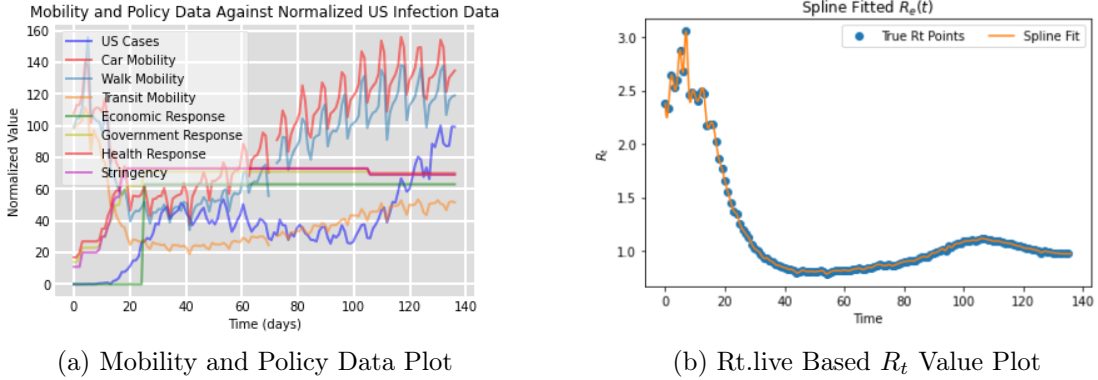 Mobility and Policy Data Against Normalized US Infection Data
Normalized Value
160
140
120
100
80
60
40
20
0
US Cases
Car Mobility
Walk Mobility
Transit Mobility
Economic Response
Government Response
Health Response
Stringency
0 20 40 60 80 100 120 140
Time (days)
(a) Mobility and Policy Data Plot
Spline Fitted R_e(t)
R_t
3.0
2.5
2.0
1.5
1.0
True Rt Points Spline Fit
0 20 40 60 80 100 120 140
Time
(b) Rt.live Based R_t Value Plot